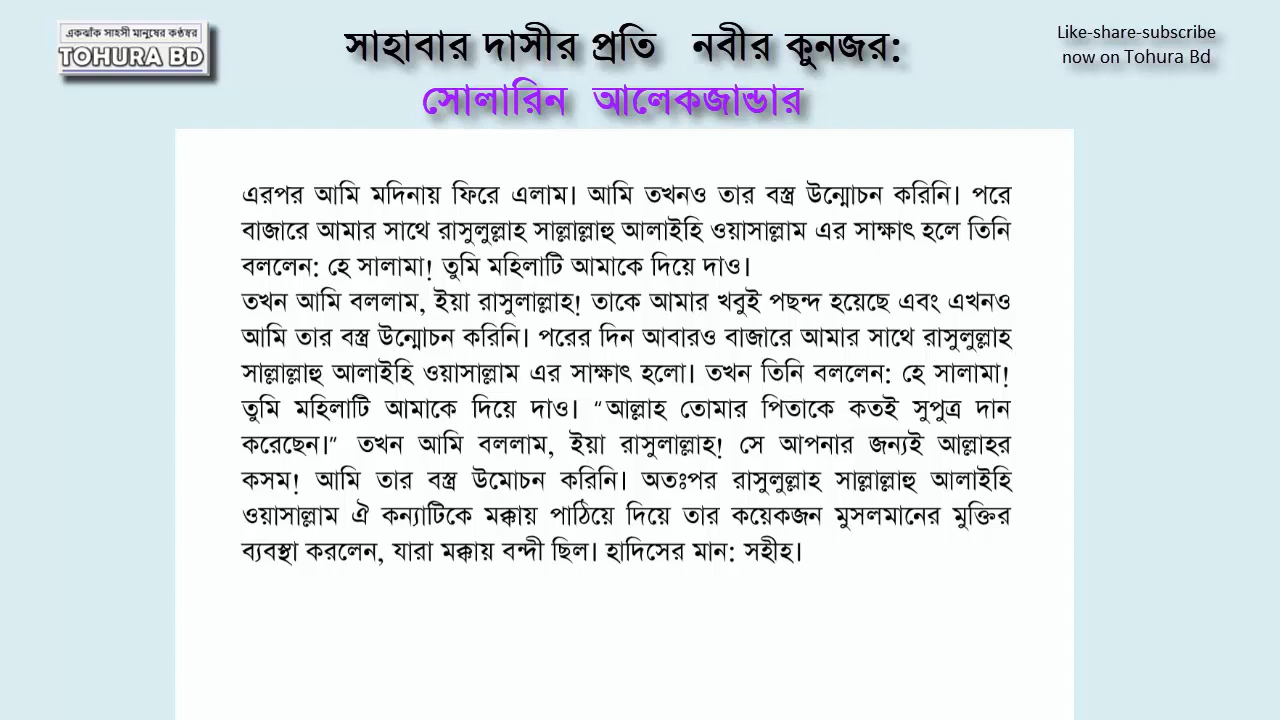 একঝাঁক সাহসী মানুষের কণ্ঠস্বর
TOHURA BD
সাহাবার দাসীর প্রতি নবীর কুনজর:
সোলারিন আলেকজান্ডার
Like-share-subscribe
now on Tohura Bd
এরপর আমি মদিনায় ফিরে এলাম। আমি তখনও তার বস্ত্র উন্মোচন করিনি। পরে
বাজারে আমার সাথে রাসুলুল্লাহ সাল্লাল্লাহু আলাইহি ওয়াসাল্লাম এর সাক্ষাৎ হলে তিনি
বললেন: হে সালামা! তুমি মহিলাটি আমাকে দিয়ে দাও।
তখন আমি বললাম, ইয়া রাসুলাল্লাহ! তাকে আমার খবুই পছন্দ হয়েছে এবং এখনও
আমি তার বস্ত্র উন্মোচন করিনি। পরের দিন আবারও বাজারে আমার সাথে রাসুলুল্লাহ
সাল্লাল্লাহু আলাইহি ওয়াসাল্লাম এর সাক্ষাৎ হলো। তখন তিনি বললেন: হে সালামা!
তুমি মহিলাটি আমাকে দিয়ে দাও। “আল্লাহ তোমার পিতাকে কতই সুপুত্র দান
করেছেন।” তখন আমি বললাম, ইয়া রাসুলাল্লাহ! সে আপনার জন্যই আল্লাহর
কসম! আমি তার বস্ত্র উমোচন করিনি। অতঃপর রাসুলুল্লাহ সাল্লাল্লাহু আলাইহি
ওয়াসাল্লাম ঐ কন্যাটিকে মক্কায় পাঠিয়ে দিয়ে তার কয়েকজন মুসলমানের মুক্তির
ব্যবস্থা করলেন, যারা মক্কায় বন্দী ছিল। হাদিসের মান: সহীহ।